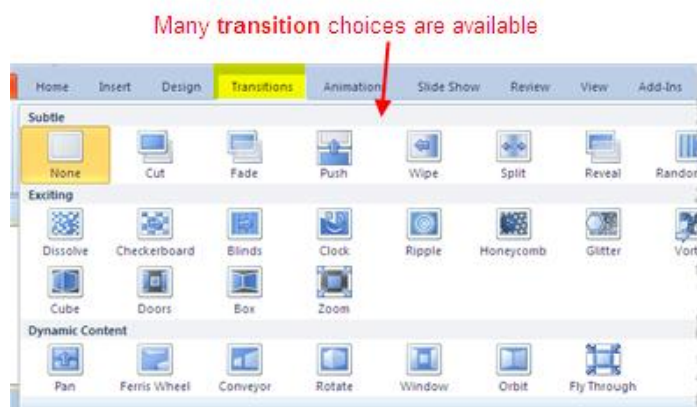 Many transition choices are available
Home Insert Design Transitions Animation Slide Show Review View Add-Ins
Subtle
None Cut Fade Push Wipe Split Reveal Random
Exciting
Dissolve Checkerboard Blinds Clock Ripple Honeycomb Glitter Vort
Cube Doors Box Zoom
Dynamic Content
Pan Ferris Wheel Conveyor Rotate Window Orbit Fly Through